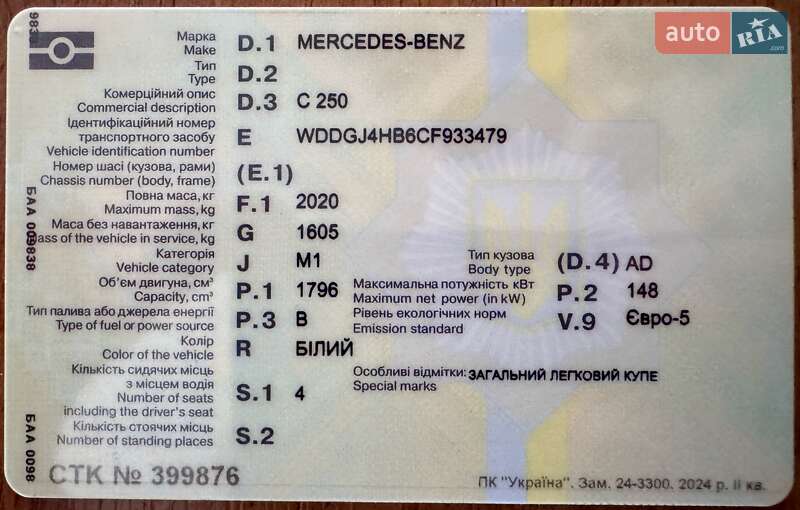 auto RIA .com
983
Марка
Make
D.1 MERCEDES-BENZ
Тип
Type
D.2
Комерційний опис
Commercial description
D.3 C 250
Ідентифікаційний номер
транспортного засобу
Vehicle identification number
E WDDGJ4HB6CF933479
Номер шасі (кузова, рами)
Chassis number (body, frame)
(E.1)
Повна маса, кг
Maximum mass, kg
F.1 2020
Маса без навантаження, кг
Mass of the vehicle in service, kg
G 1605
Категорія
Vehicle category
J M1
Тип кузова
Body type
(D.4) AD
Об'єм двигуна, см³
Capacity, cm³
P.1 1796
Максимальна потужність кВт
Maximum net power (in kW)
P.2 148
Тип палива або джерела енергії
Type of fuel or power source
P.3 B
Рівень екологічних норм
Emission standard
V.9 Євро-5
Колір
Color of the vehicle
R БІЛИЙ
Кількість сидячих місць
з місцем водія
Number of seats
including the driver's seat
S.1 4
Особливі відмітки: ЗАГАЛЬНИЙ ЛЕГКОВИЙ КУПЕ
Special marks
Кількість стоячих місць
Number of standing places
S.2
БАА 0098
СТК № 399876
ПК "Україна". Зам. 24-3300. 2024 р. II кв.